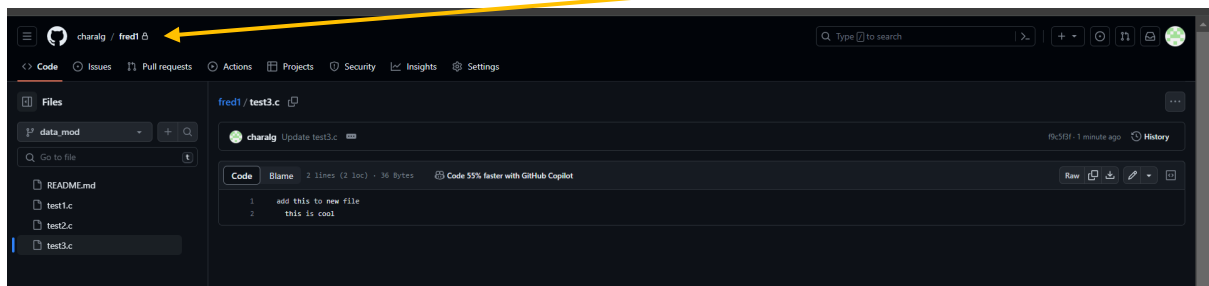 charalg / fred1
Type / to search
Code Issues Pull requests Actions Projects Security Insights Settings
Files
data_mod
Go to file t
README.md
test1.c
test2.c
test3.c
fred1 / test3.c
charalg Update test3.c
f9c5f3f · 1 minute ago History
Code Blame 2 lines (2 loc) · 36 Bytes Code 55% faster with GitHub Copilot
Raw
1 add this to new file
2 this is cool